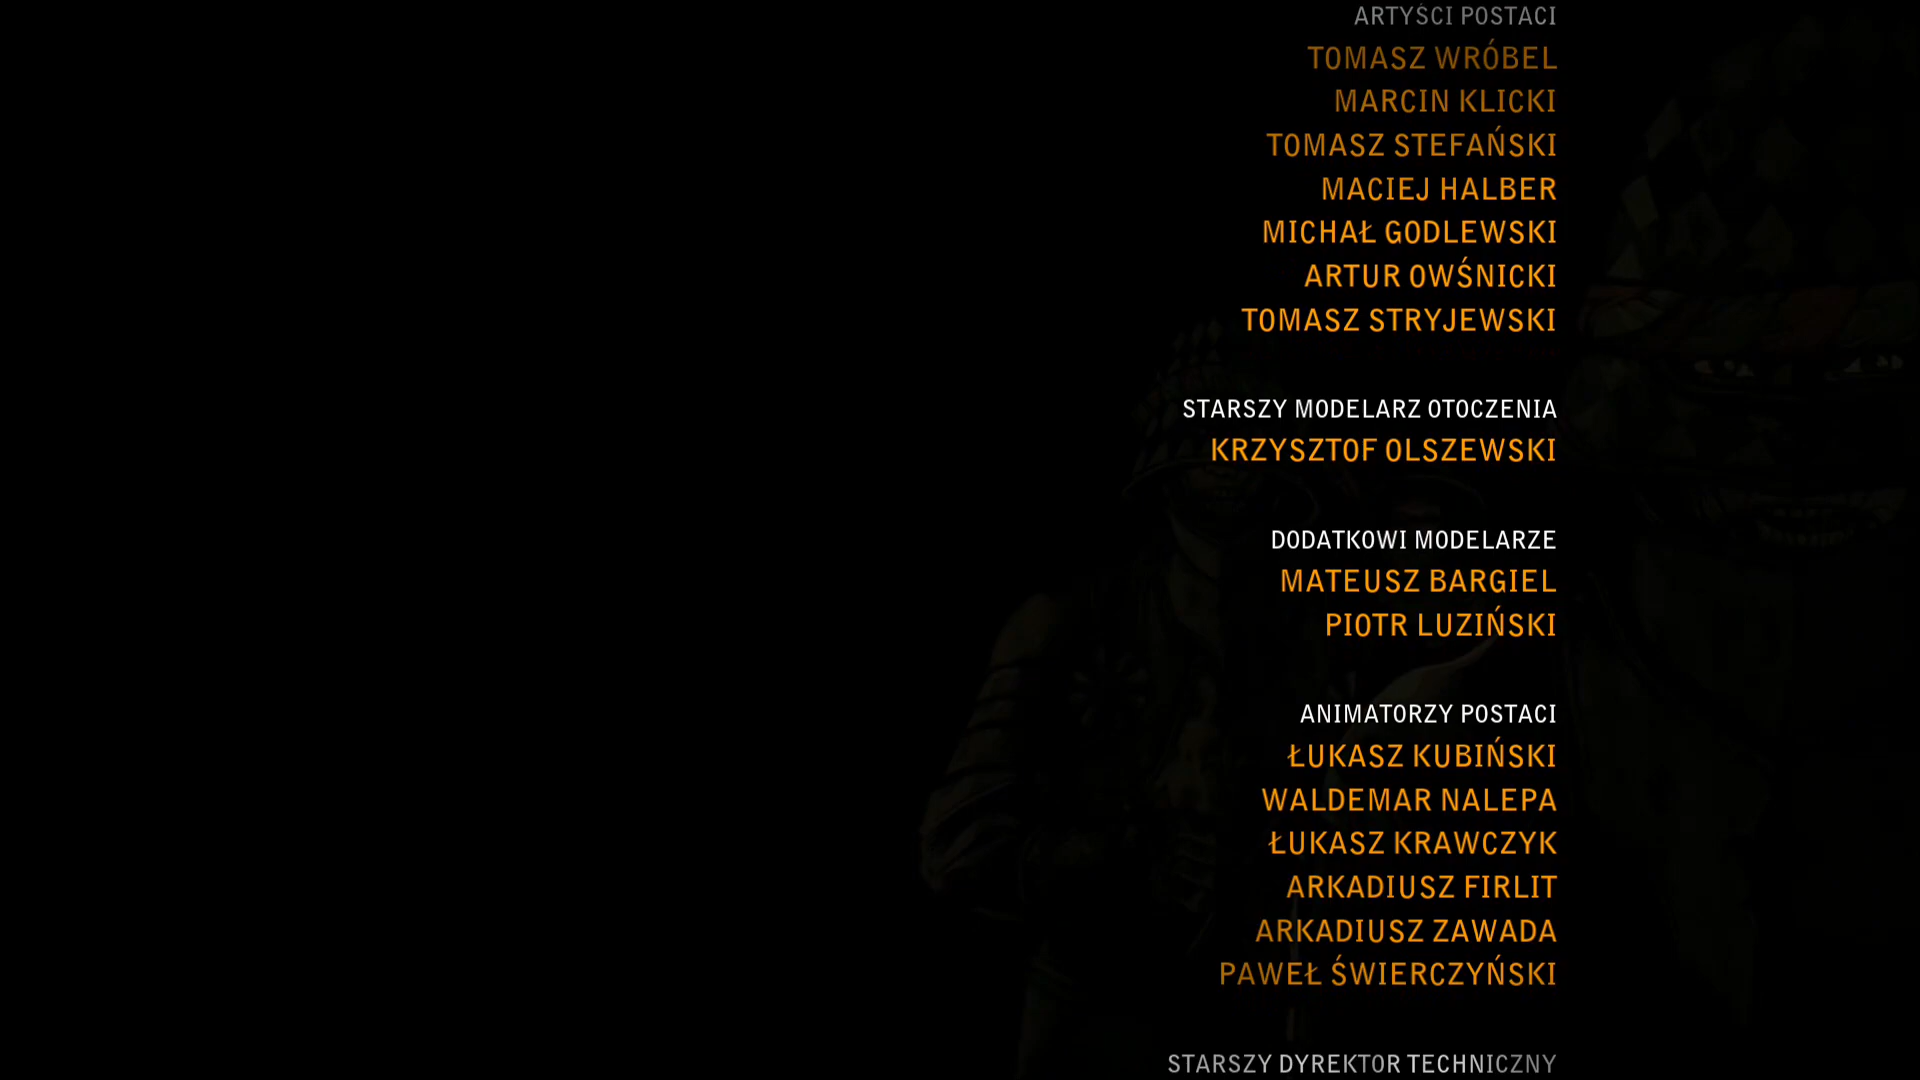 ARTYŚCI POSTACI
TOMASZ WRÓBEL
MARCIN KLICKI
TOMASZ STEFAŃSKI
MACIEJ HALBER
MICHAŁ GODLEWSKI
ARTUR OWŚNICKI
TOMASZ STRYJEWSKI
STARSZY MODELARZ OTOCZENIA
KRZYSZTOF OLSZEWSKI
DODATKOWI MODELARZE
MATEUSZ BARGIEL
PIOTR LUZIŃSKI
ANIMATORZY POSTACI
ŁUKASZ KUBIŃSKI
WALDEMAR NALEPA
ŁUKASZ KRAWCZYK
ARKADIUSZ FIRLIT
ARKADIUSZ ZAWADA
PAWEŁ ŚWIERCZYŃSKI
STARSZY DYREKTOR TECHNICZNY